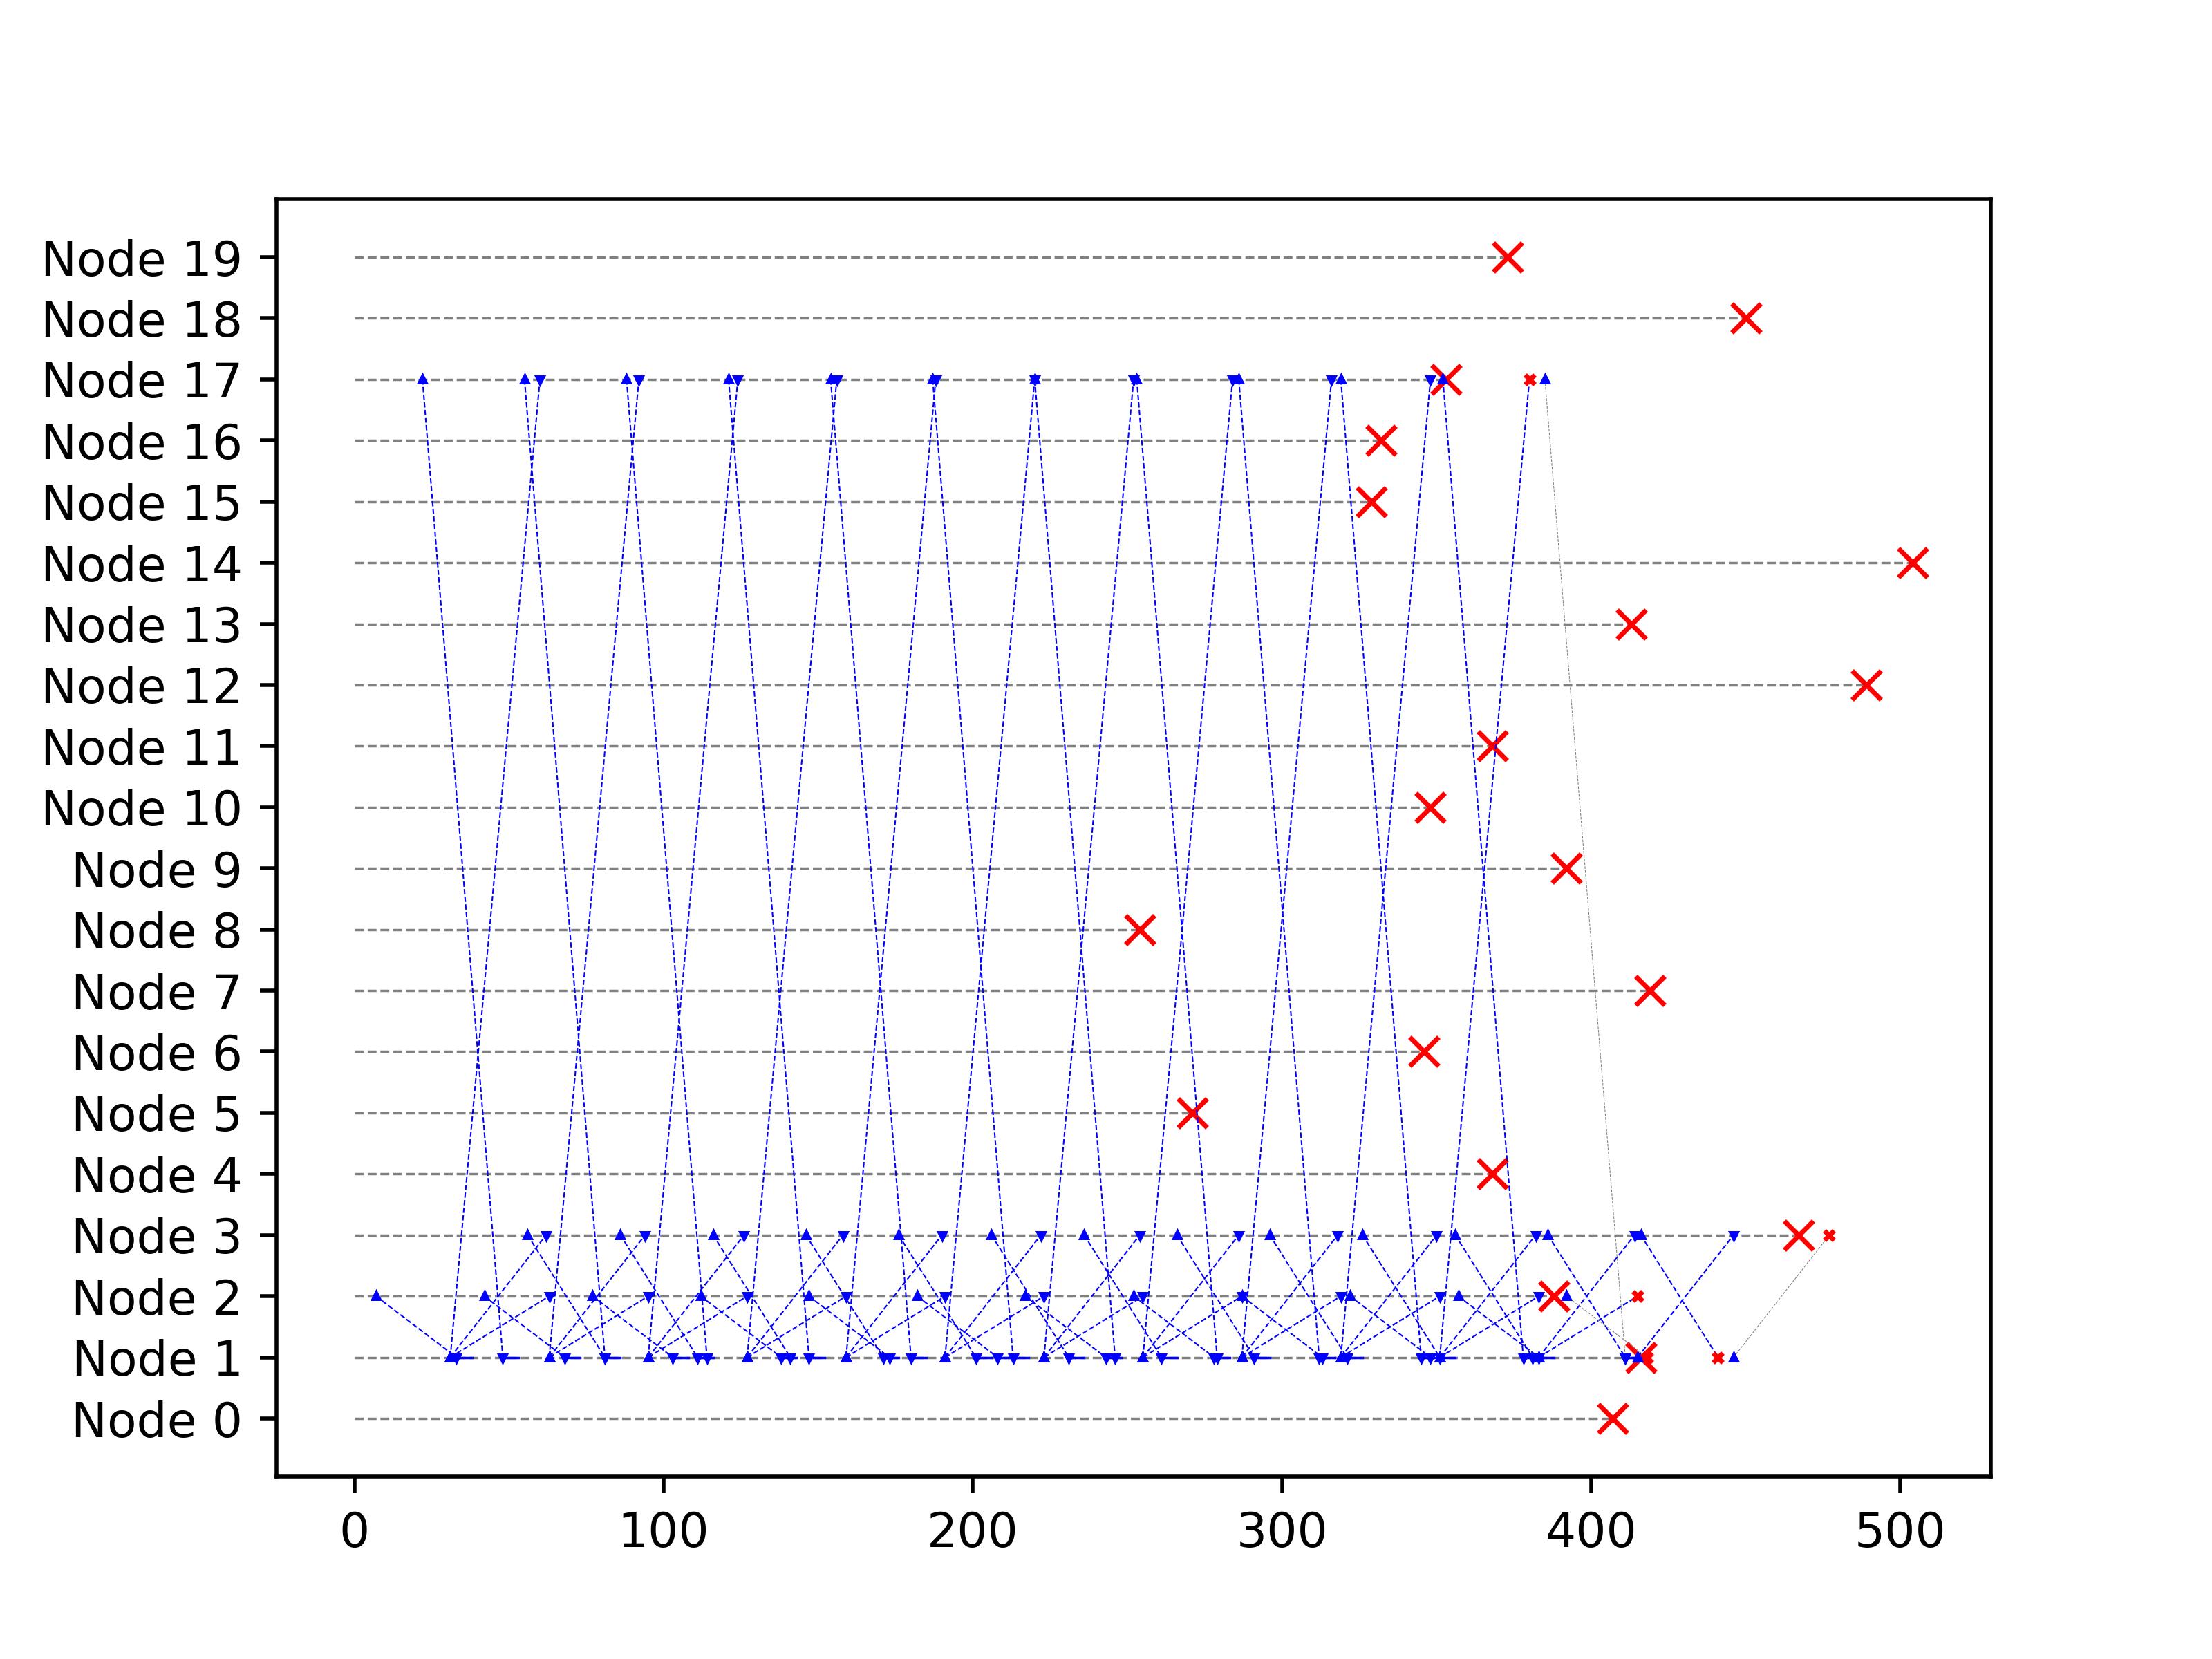 Node 19
Node 18
Node 17
Node 16
Node 15
Node 14
Node 13
Node 12
Node 11
Node 10
Node 9
Node 8
Node 7
Node 6
Node 5
Node 4
Node 3
Node 2
Node 1
Node 0
0 100 200 300 400 500